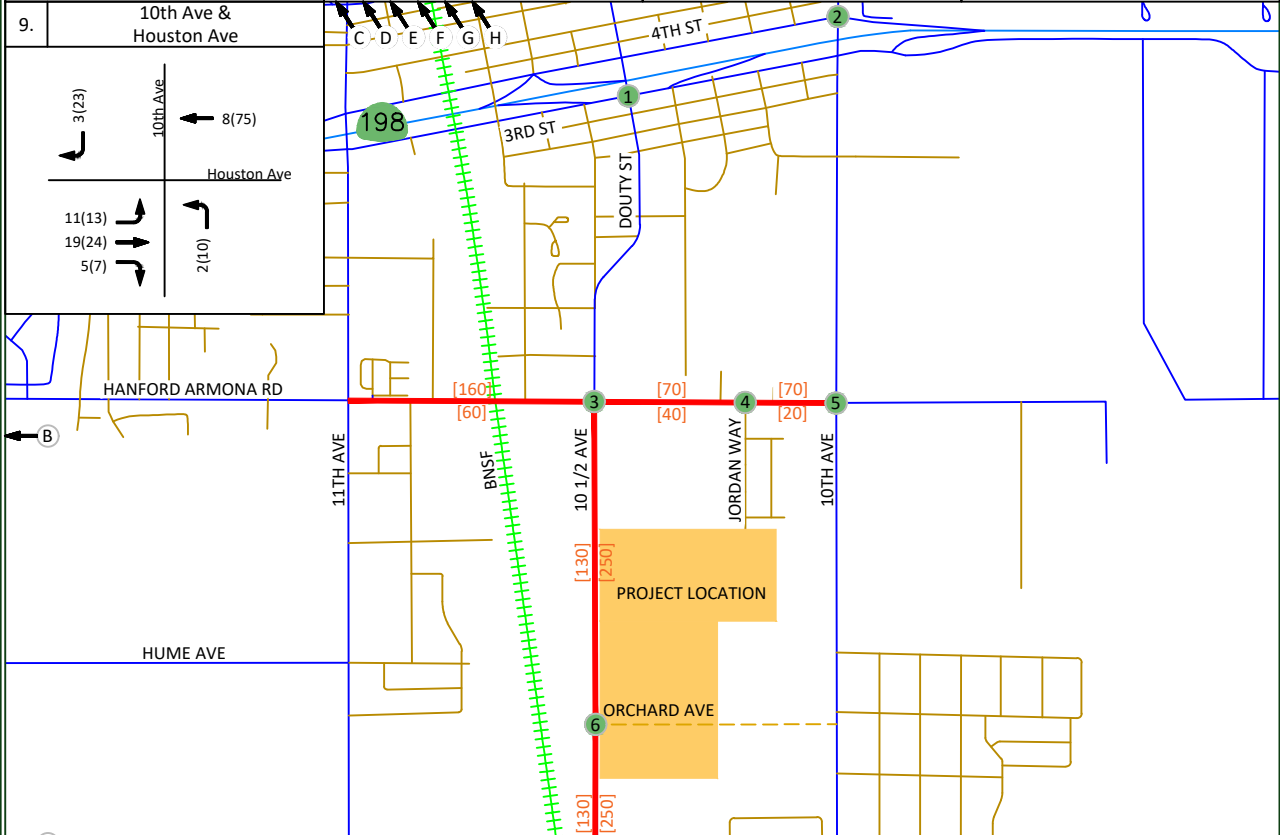 9.
10th Ave &
Houston Ave
3(23)
10th Ave
8(75)
Houston Ave
11(13)
19(24)
5(7)
2(10)
C
D
E
F
G
H
4TH ST
2
1
198
3RD ST
DOUTY ST
HANFORD ARMONA RD
[160]
[60]
3
[70]
[40]
4
[70]
[20]
5
B
11TH AVE
BNSF
10 1/2 AVE
JORDAN WAY
10TH AVE
[130]
[250]
PROJECT LOCATION
HUME AVE
ORCHARD AVE
6
[130]
[250]